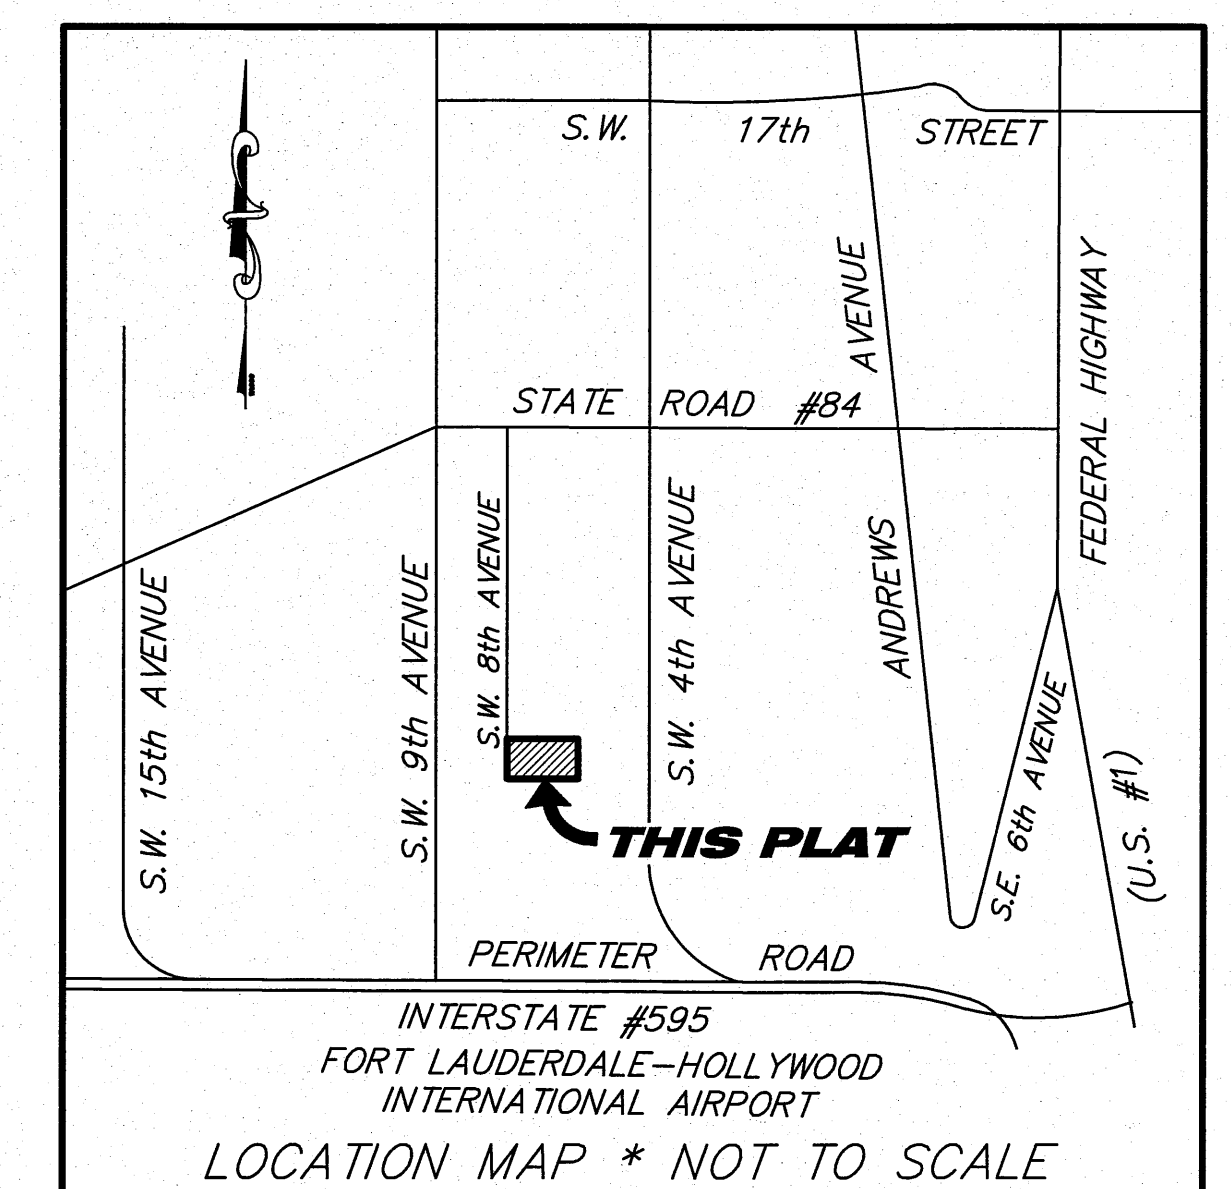 S.W. 17th STREET
AVENUE
FEDERAL HIGHWAY
STATE ROAD #84
S.W. 8th AVENUE
S.W. 4th AVENUE
ANDREWS
S.W. 15th AVENUE
S.W. 9th AVENUE
S.E. 6th AVENUE
(U.S. #1)
THIS PLAT
PERIMETER ROAD
INTERSTATE #595
FORT LAUDERDALE-HOLLYWOOD
INTERNATIONAL AIRPORT
LOCATION MAP * NOT TO SCALE